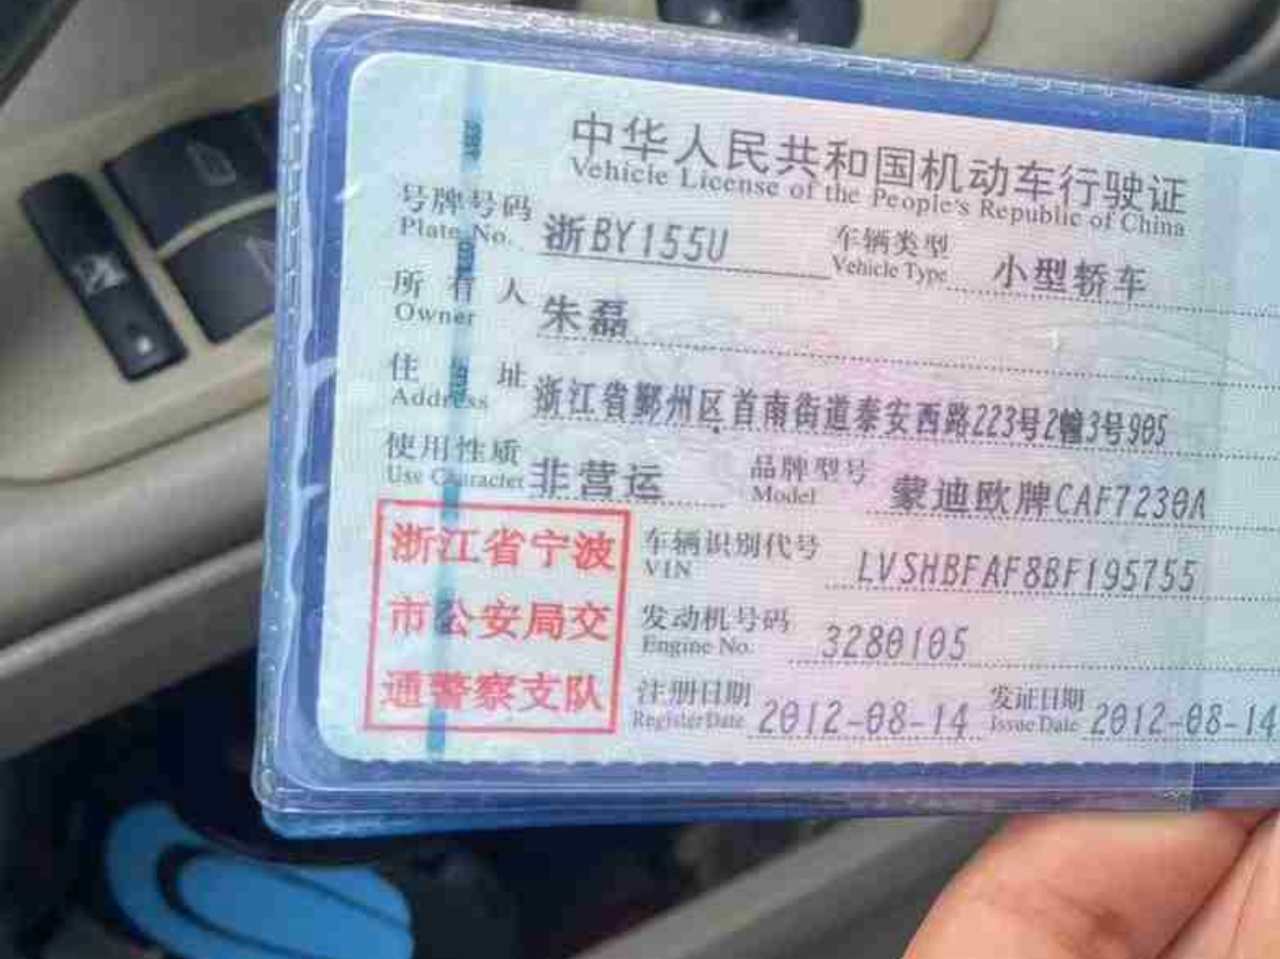 中华人民共和国机动车行驶证
Vehicle License of the People's Republic of China
号牌号码 浙BY155U 车辆类型 小型轿车
Plate No. Vehicle Type
所有人 朱磊
Owner
住址 浙江省鄞州区首南街道泰安西路223号2幢3号905
Address
使用性质 非营运 品牌型号 蒙迪欧牌CAF7230A
Use Character Model
浙江省宁波
市公安局交
通警察支队
车辆识别代号 LVSHBFAF8BF195755
VIN
发动机号码 3280105
Engine No.
注册日期 2012-08-14 发证日期 2012-08-14
Register Date Issue Date